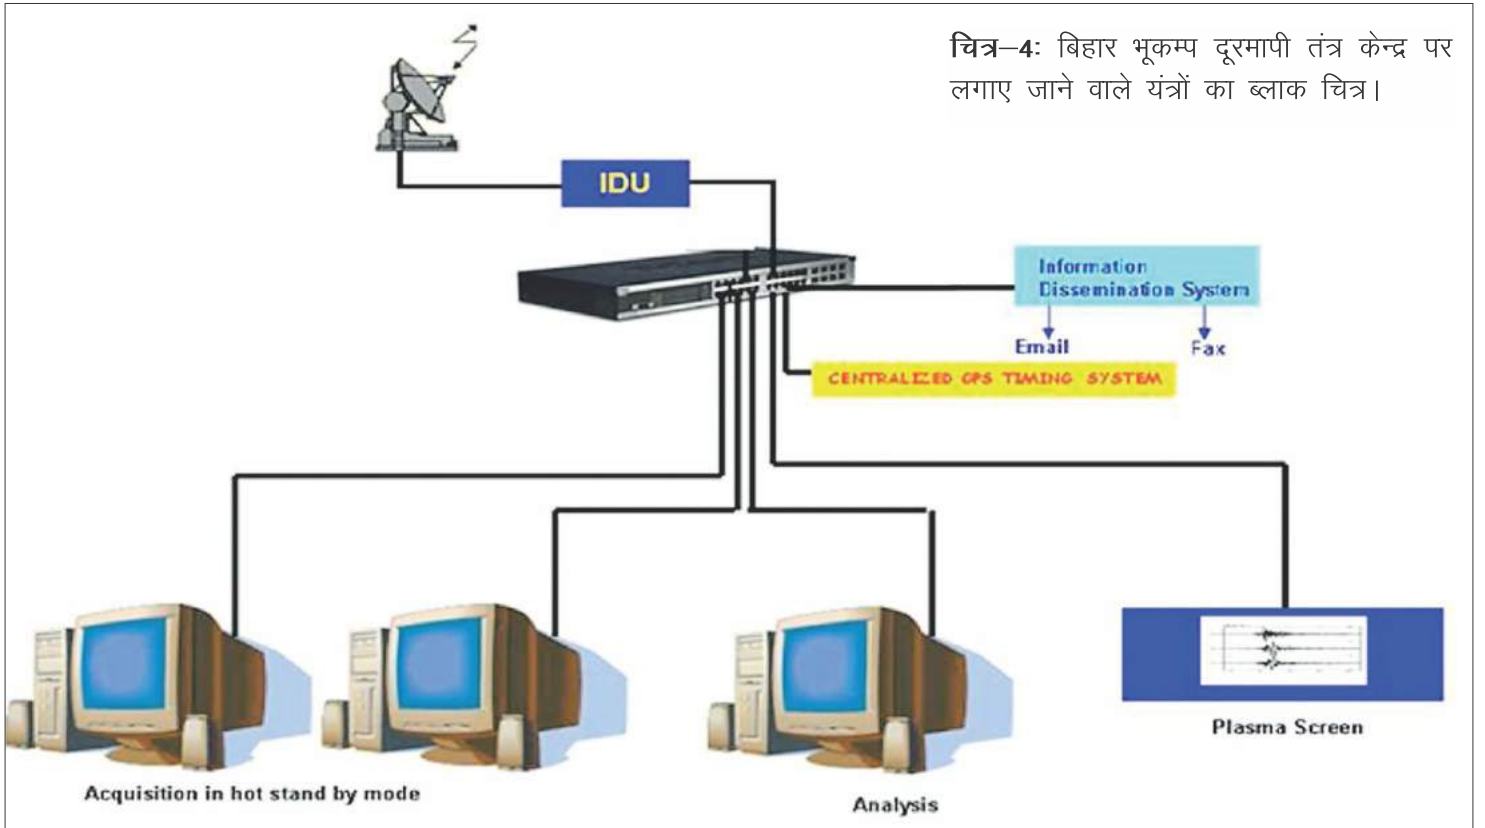 चित्र–4: बिहार भूकम्प दूरमापी तंत्र केन्द्र पर
लगाए जाने वाले यंत्रों का ब्लाक चित्र।
IDU
Information
Dissemination System
Email
Fax
CENTRALIZED GPS TIMING SYSTEM
Plasma Screen
Acquisition in hot stand by mode
Analysis